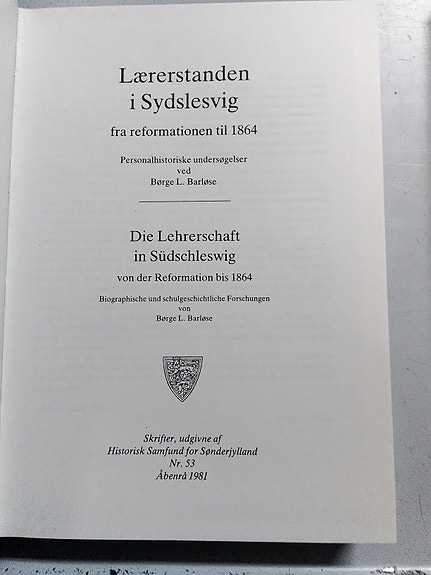 Lærerstanden
i Sydslesvig
fra reformationen til 1864
Personalhistoriske undersøgelser
ved
Børge L. Barløse
Die Lehrerschaft
in Südschleswig
von der Reformation bis 1864
Biographische und schulgeschichtliche Forschungen
von
Børge L. Barløse
Skrifter, udgivne af
Historisk Samfund for Sønderjylland
Nr. 53
Åbenrå 1981